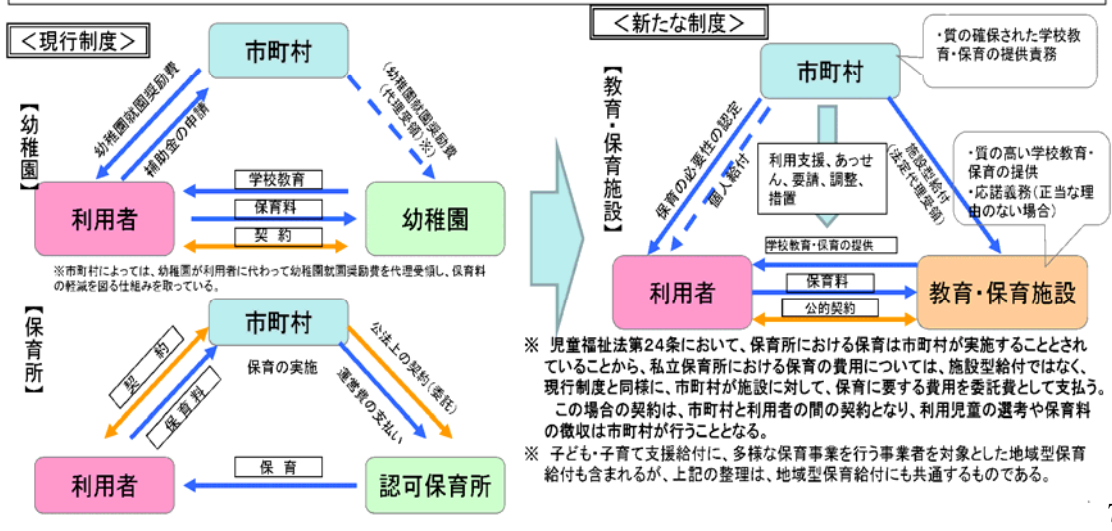 ＜現行制度＞
【幼稚園】
市町村
幼稚園就園奨励費
補助金の申請
(幼稚園就園奨励費
(代理受領)※)
学校教育
保育料
契約
利用者
幼稚園
※市町村によっては、幼稚園が利用者に代わって幼稚園就園奨励費を代理受領し、保育料
の軽減を図る仕組みを取っている。
【保育所】
市町村
保育の実施
契約
保育料
公法上の契約(委託)
運営費の支払い
利用者
保育
認可保育所
＜新たな制度＞
【教育・保育施設】
市町村
・質の確保された学校教
育・保育の提供責務
保育の必要性の認定
個人給付
利用支援、あっせ
ん、要請、調整、
措置
施設型給付
(法定代理受領)
・質の高い学校教育・
保育の提供
・応諾義務(正当な理
由のない場合)
学校教育・保育の提供
保育料
公的契約
利用者
教育・保育施設
※ 児童福祉法第24条において、保育所における保育は市町村が実施することとされ
ていることから、私立保育所における保育の費用については、施設型給付ではなく、
現行制度と同様に、市町村が施設に対して、保育に要する費用を委託費として支払う。
この場合の契約は、市町村と利用者の間の契約となり、利用児童の選考や保育料
の徴収は市町村が行うこととなる。
※ 子ども・子育て支援給付に、多様な保育事業を行う事業者を対象とした地域型保育
給付も含まれるが、上記の整理は、地域型保育給付にも共通するものである。